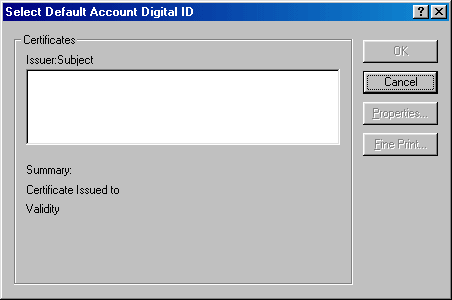 Select Default Account Digital ID
Certificates
Issuer:Subject
Summary:
Certificate Issued to
Validity
OK
Cancel
Properties...
Fine Print...